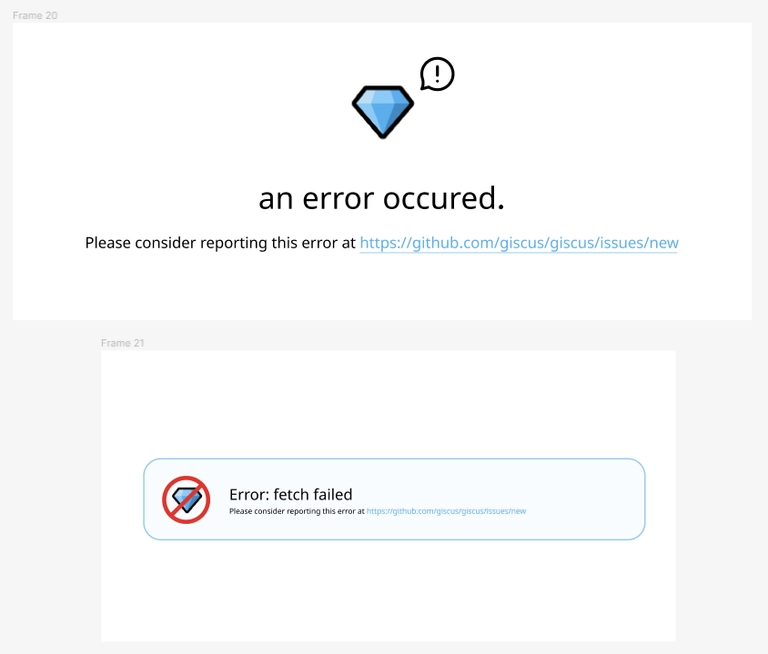 Frame 20
an error occured.
Please consider reporting this error at https://github.com/giscus/giscus/issues/new
Frame 21
Error: fetch failed
Please consider reporting this error at https://github.com/giscus/giscus/issues/new